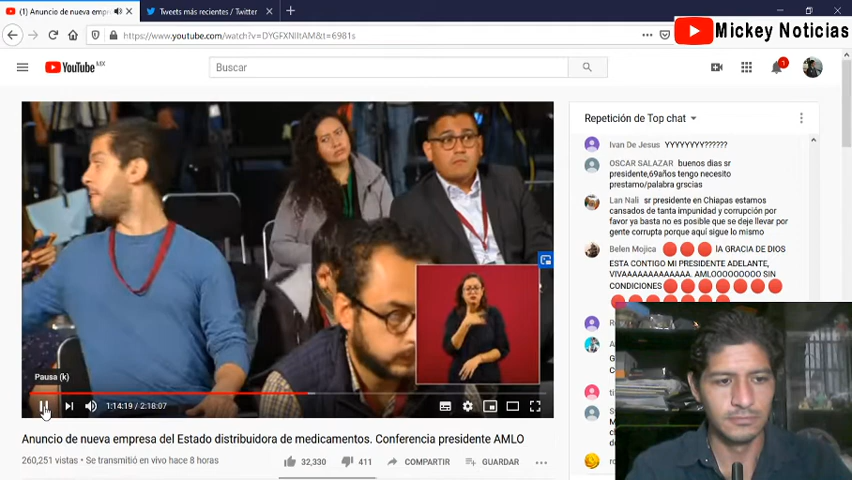 (1) Anuncio de nueva empr
Tweets más recientes / Twitter
https://www.youtube.com/watch?v=DYGFXNIltAM&t=6981s
Mickey Noticias
YouTube MX
Buscar
1
Repetición de Top chat
Ivan De Jesus YYYYYYYY??????
OSCAR SALAZAR buenos dias sr
presidente,69años tengo necesito
prestamo/palabra grscias
Lan Nali sr presidente en Chiapas estamos
cansados de tanta impunidad y corrupción por
favor ya basta no es posible que se deje llevar por
gente corrupta porque aquí sigue lo mismo
Belen Mojica lA GRACIA DE DIOS
ESTA CONTIGO MI PRESIDENTE ADELANTE,
VIVAAAAAAAAAAAA. AMLOOOOOOOO SIN
CONDICIONES
Pausa (k)
1:14:19 / 2:18:07
Anuncio de nueva empresa del Estado distribuidora de medicamentos. Conferencia presidente AMLO
260,251 vistas • Se transmitió en vivo hace 8 horas
32,330
411
COMPARTIR
GUARDAR